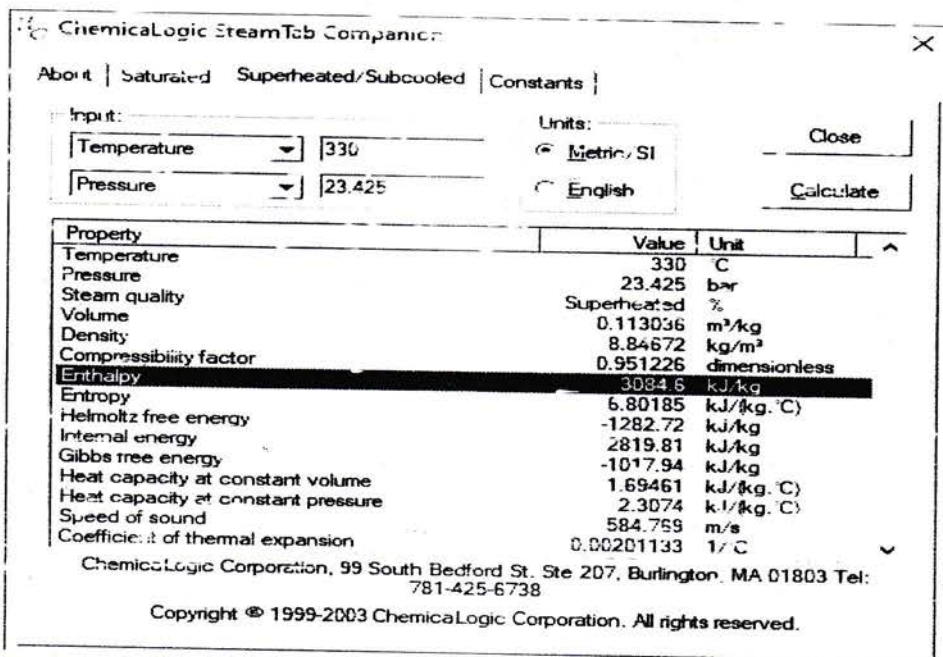 ChemicaLogic SteamTab Companion
About Saturated Superheated/Subcooled Constants
Input: Units:
Temperature 330 Metric/SI Close
Pressure 23.425 English Calculate
Property Value Unit
Temperature 330 °C
Pressure 23.425 bar
Steam quality Superheated %
Volume 0.113036 m³/kg
Density 8.84672 kg/m³
Compressibility factor 0.951226 dimensionless
Enthalpy 3084.6 kJ/kg
Entropy 6.80185 kJ/(kg.°C)
Helmoltz free energy -1282.72 kJ/kg
Internal energy 2819.81 kJ/kg
Gibbs free energy -1017.94 kJ/kg
Heat capacity at constant volume 1.69461 kJ/(kg.°C)
Heat capacity at constant pressure 2.3074 kJ/(kg.°C)
Speed of sound 584.769 m/s
Coefficient of thermal expansion 0.00201133 1/°C
ChemicaLogic Corporation, 99 South Bedford St. Ste 207, Burlington. MA 01803 Tel:
781-425-6738
Copyright © 1999-2003 ChemicaLogic Corporation. All rights reserved.